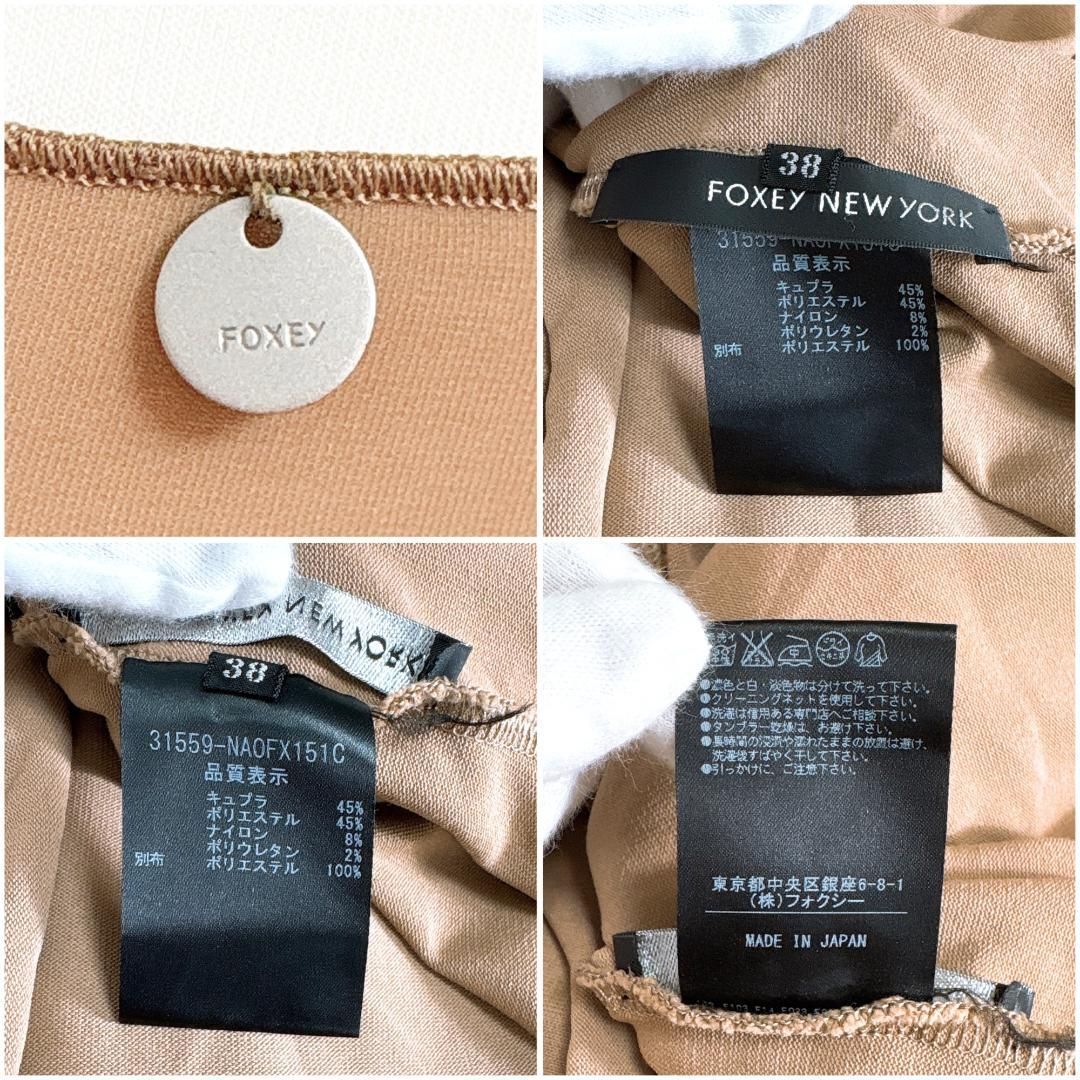 FOXEY
38
FOXEY NEW YORK
31559-NAOFX151C
品質表示
キュプラ 45%
ポリエステル 45%
ナイロン 8%
ポリウレタン 2%
別布 ポリエステル 100%
NEW YORK
38
31559-NAOFX151C
品質表示
キュプラ 45%
ポリエステル 45%
ナイロン 8%
ポリウレタン 2%
別布 ポリエステル 100%
中
ドライ
●濃色と白・淡色物は分けて洗って下さい。
●クリーニングネットを使用して下さい。
●洗濯は信用ある専門店へご相談下さい。
●タンブラー乾燥は、お避け下さい。
●長時間の浸漬や濡れたままの放置は避け、
洗濯後すばやく干して下さい。
●引っかけに、ご注意下さい。
東京都中央区銀座6-8-1
(株)フォクシー
MADE IN JAPAN